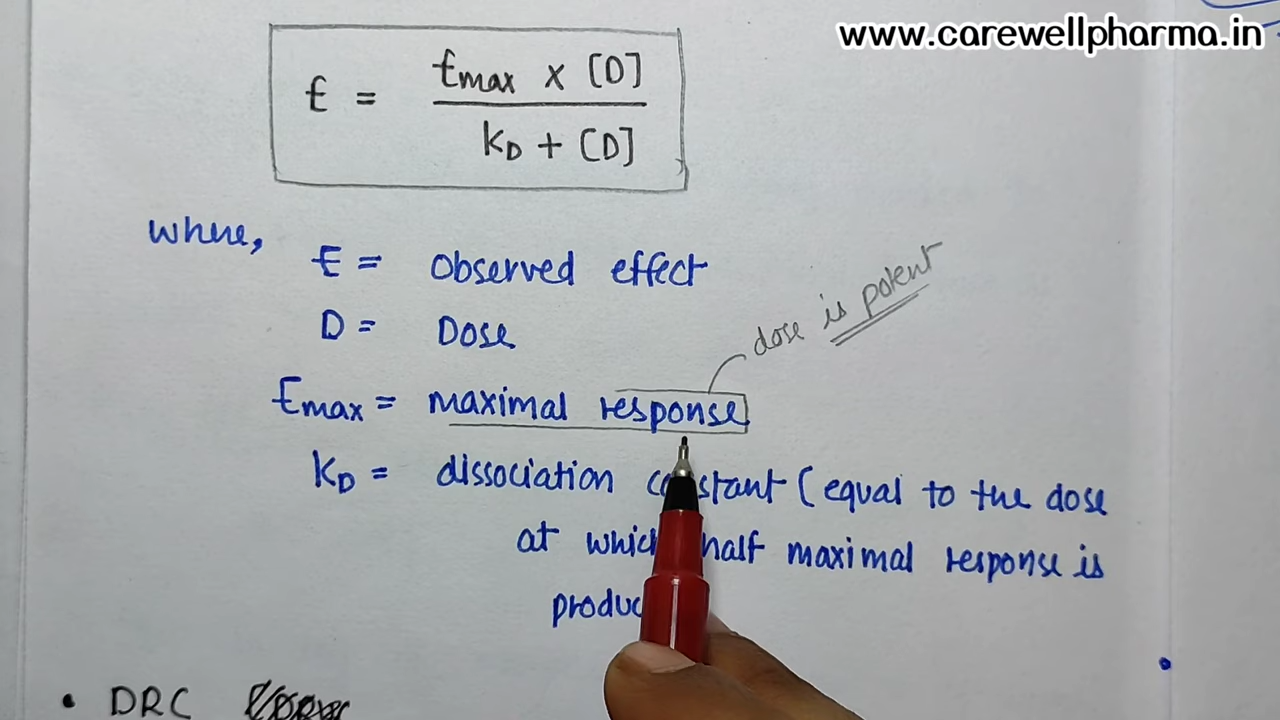 www.carewellpharma.in
E = Emax x [D]
KD + [D]
where,
E = Observed effect
D = Dose
dose is potent
Emax = maximal response
KD = dissociation constant (equal to the dose
at which half maximal response is
• DRC